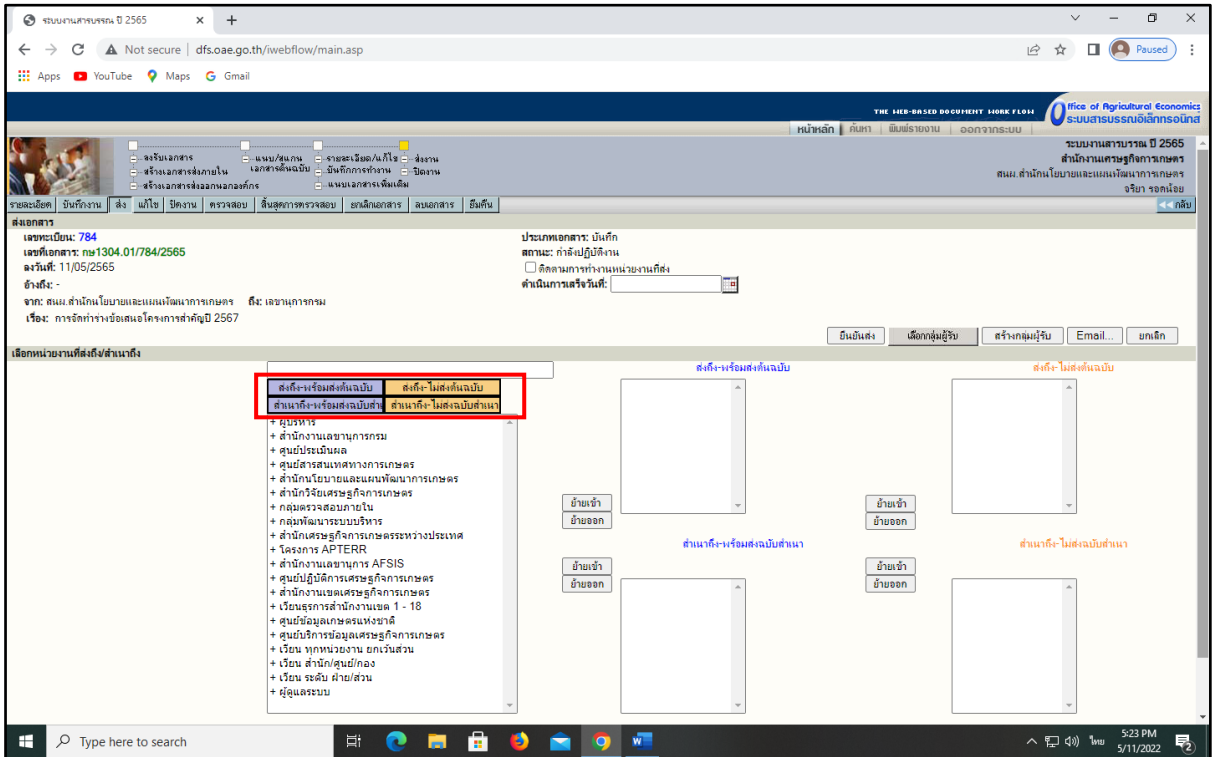 ระบบงานสารบรรณ ปี 2565
Not secure | dfs.oae.go.th/iwebflow/main.asp
Paused
Apps YouTube Maps G Gmail
THE WEB-BASED DOCUMENT WORK FLOW
Office of Agricultural Economics
ระบบสารบรรณอิเล็กทรอนิกส์
หน้าหลัก | ค้นหา | พิมพ์รายงาน | ออกจากระบบ |
ระบบงานสารบรรณ ปี 2565
สำนักงานเศรษฐกิจการเกษตร
สนผ.สำนักนโยบายและแผนพัฒนาการเกษตร
จริยา รอดน้อย
ลงรับเอกสาร
สร้างเอกสารส่งภายใน
สร้างเอกสารส่งออกนอกองค์กร
แนบ/สแกน
เอกสารต้นฉบับ
รายละเอียด/แก้ไข
บันทึกการทำงาน
แนบเอกสารเพิ่มเติม
ส่งงาน
ปิดงาน
รายละเอียด บันทึกงาน ส่ง แก้ไข ปิดงาน ตรวจสอบ สิ้นสุดการตรวจสอบ ยกเลิกเอกสาร ลบเอกสาร ยืมคืน <<กลับ
ส่งเอกสาร
เลขทะเบียน: 784
ประเภทเอกสาร: บันทึก
เลขที่เอกสาร: กษ1304.01/784/2565
สถานะ: กำลังปฏิบัติงาน
ลงวันที่: 11/05/2565
ติดตามการทำงานหน่วยงานที่ส่ง
อ้างถึง: -
ดำเนินการเสร็จวันที่:
จาก: สนผ.สำนักนโยบายและแผนพัฒนาการเกษตร ถึง: เลขานุการกรม
เรื่อง: การจัดทำร่างข้อเสนอโครงการสำคัญปี 2567
ยืนยันส่ง เลือกกลุ่มผู้รับ สร้างกลุ่มผู้รับ Email... ยกเลิก
เลือกหน่วยงานที่ส่งถึง/สำเนาถึง
ส่งถึง-พร้อมส่งต้นฉบับ ส่งถึง-ไม่ส่งต้นฉบับ
ส่งถึง-พร้อมส่งต้นฉบับ ส่งถึง-ไม่ส่งต้นฉบับ
สำเนาถึง-พร้อมส่งฉบับสำเ สำเนาถึง-ไม่ส่งฉบับสำเนา
+ ผู้บริหาร
+ สำนักงานเลขานุการกรม
+ ศูนย์ประเมินผล
+ ศูนย์สารสนเทศทางการเกษตร
+ สำนักนโยบายและแผนพัฒนาการเกษตร
+ สำนักวิจัยเศรษฐกิจการเกษตร
+ กลุ่มตรวจสอบภายใน
+ กลุ่มพัฒนาระบบบริหาร
+ สำนักเศรษฐกิจการเกษตรระหว่างประเทศ
+ โครงการ APTERR
+ สำนักงานเลขานุการ AFSIS
+ ศูนย์ปฏิบัติการเศรษฐกิจการเกษตร
+ สำนักงานเขตเศรษฐกิจการเกษตร
+ เวียนธุรการสำนักงานเขต 1 - 18
+ ศูนย์ข้อมูลเกษตรแห่งชาติ
+ ศูนย์บริการข้อมูลเศรษฐกิจการเกษตร
+ เวียน ทุกหน่วยงาน ยกเว้นส่วน
+ เวียน สำนัก/ศูนย์/กอง
+ เวียน ระดับ ฝ่าย/ส่วน
+ ผู้ดูแลระบบ
ย้ายเข้า ย้ายเข้า
ย้ายออก ย้ายออก
สำเนาถึง-พร้อมส่งฉบับสำเนา สำเนาถึง-ไม่ส่งฉบับสำเนา
ย้ายเข้า ย้ายเข้า
ย้ายออก ย้ายออก
Type here to search
ไทย
5:23 PM
5/11/2022
2